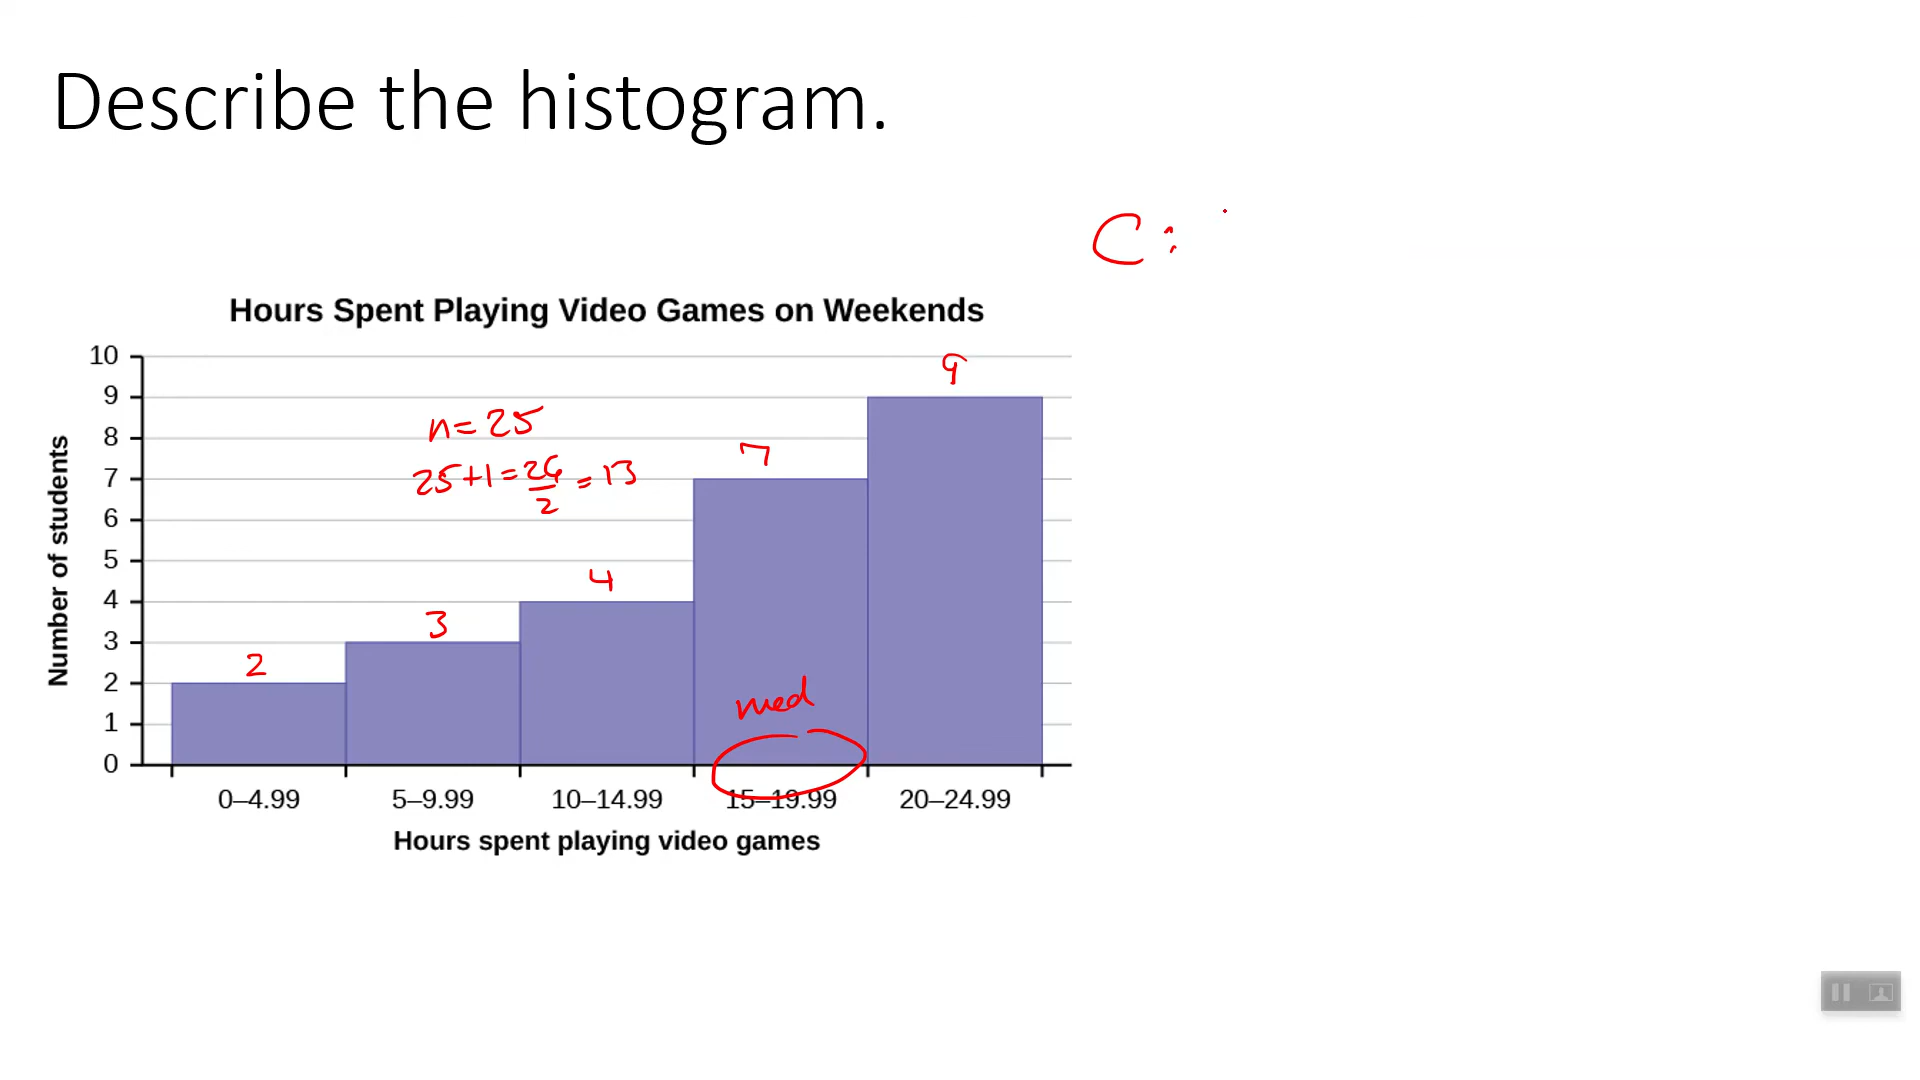 Describe the histogram.
C:
Hours Spent Playing Video Games on Weekends
10
9
8
7
6
5
4
3
2
1
0
Number of students
n=25
25+1=26/2=13
2
3
4
7
9
med
0–4.99 5–9.99 10–14.99 15–19.99 20–24.99
Hours spent playing video games